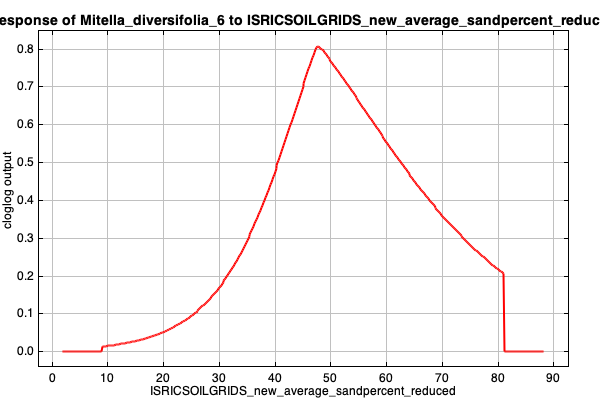 esponse of Mitella_diversifolia_6 to ISRICSOILGRIDS_new_average_sandpercent_reduc
0.8
0.7
0.6
0.5
0.4
0.3
0.2
0.1
0.0
cloglog output
0 10 20 30 40 50 60 70 80 90
ISRICSOILGRIDS_new_average_sandpercent_reduced